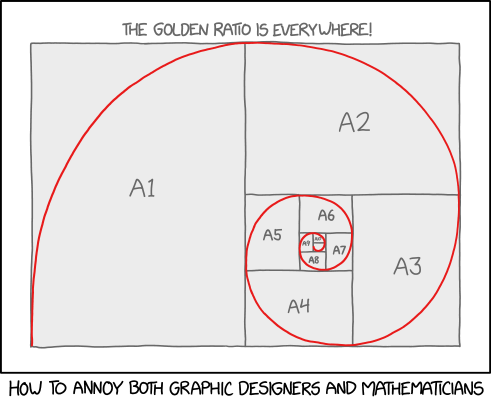 THE GOLDEN RATIO IS EVERYWHERE!
A1
A2
A3
A4
A5
A6
A7
A8
A9
HOW TO ANNOY BOTH GRAPHIC DESIGNERS AND MATHEMATICIANS